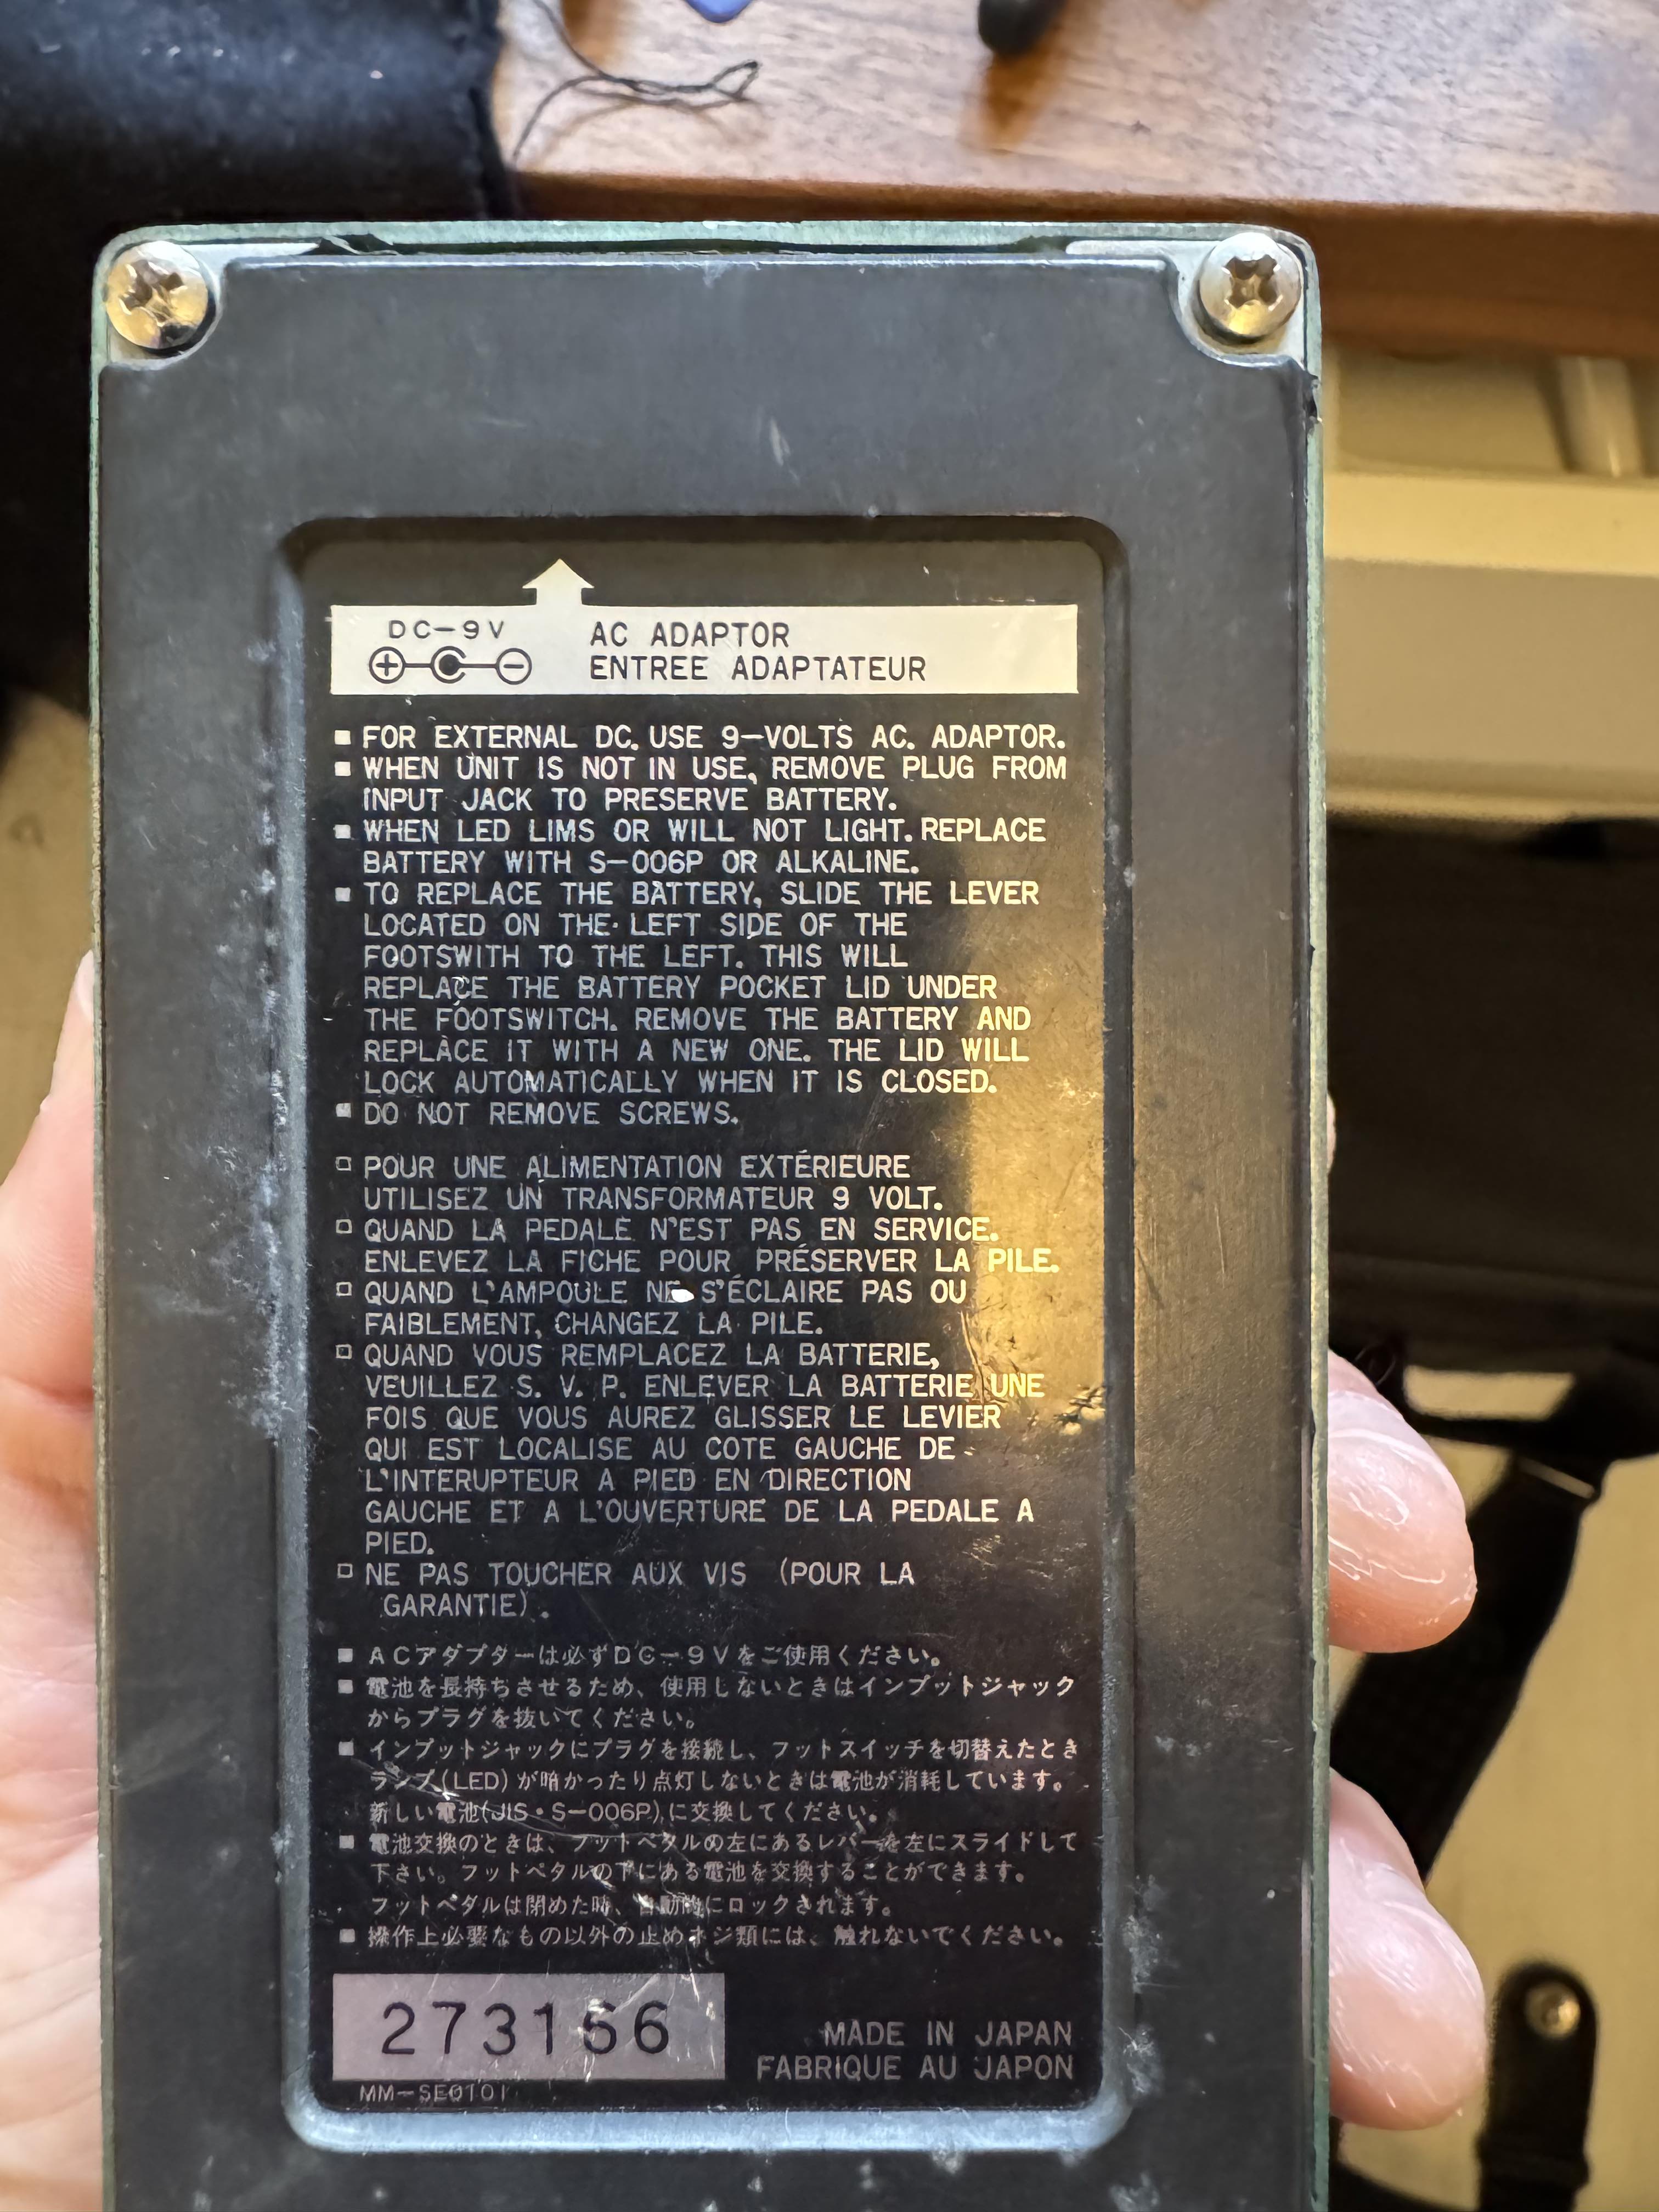 DC-9V
AC ADAPTOR
ENTREE ADAPTATEUR
■ FOR EXTERNAL DC. USE 9-VOLTS AC. ADAPTOR.
■ WHEN UNIT IS NOT IN USE, REMOVE PLUG FROM
INPUT JACK TO PRESERVE BATTERY.
■ WHEN LED LIMS OR WILL NOT LIGHT. REPLACE
BATTERY WITH S-006P OR ALKALINE.
■ TO REPLACE THE BATTERY, SLIDE THE LEVER
LOCATED ON THE LEFT SIDE OF THE
FOOTSWITH TO THE LEFT. THIS WILL
REPLACE THE BATTERY POCKET LID UNDER
THE FOOTSWITCH. REMOVE THE BATTERY AND
REPLACE IT WITH A NEW ONE. THE LID WILL
LOCK AUTOMATICALLY WHEN IT IS CLOSED.
■ DO NOT REMOVE SCREWS.
□ POUR UNE ALIMENTATION EXTÉRIEURE
UTILISEZ UN TRANSFORMATEUR 9 VOLT.
□ QUAND LA PEDALE N'EST PAS EN SERVICE.
ENLEVEZ LA FICHE POUR PRÉSERVER LA PILE.
□ QUAND L'AMPOULE NE S'ÉCLAIRE PAS OU
FAIBLEMENT, CHANGEZ LA PILE.
□ QUAND VOUS REMPLACEZ LA BATTERIE,
VEUILLEZ S. V. P. ENLEVER LA BATTERIE UNE
FOIS QUE VOUS AUREZ GLISSER LE LEVIER
QUI EST LOCALISE AU COTE GAUCHE DE
L'INTERUPTEUR A PIED EN DIRECTION
GAUCHE ET A L'OUVERTURE DE LA PEDALE A
PIED.
□ NE PAS TOUCHER AUX VIS (POUR LA
GARANTIE).
■ ACアダプターは必ずDC-9Vをご使用ください。
■ 電池を長持ちさせるため、使用しないときはインプットジャック
からプラグを抜いてください。
■ インプットジャックにプラグを接続し、フットスイッチを切替えたとき
ランプ(LED)が暗かったり点灯しないときは電池が消耗しています。
新しい電池(JIS・S-006P)に交換してください。
■ 電池交換のときは、フットペタルの左にあるレバーを左にスライドして
下さい。フットペタルの下にある電池を交換することができます。
フットペダルは閉めた時、自動的にロックされます。
■ 操作上必要なもの以外の止めネジ類には、触れないでください。
273166
MADE IN JAPAN
FABRIQUE AU JAPON
MM-SE0101